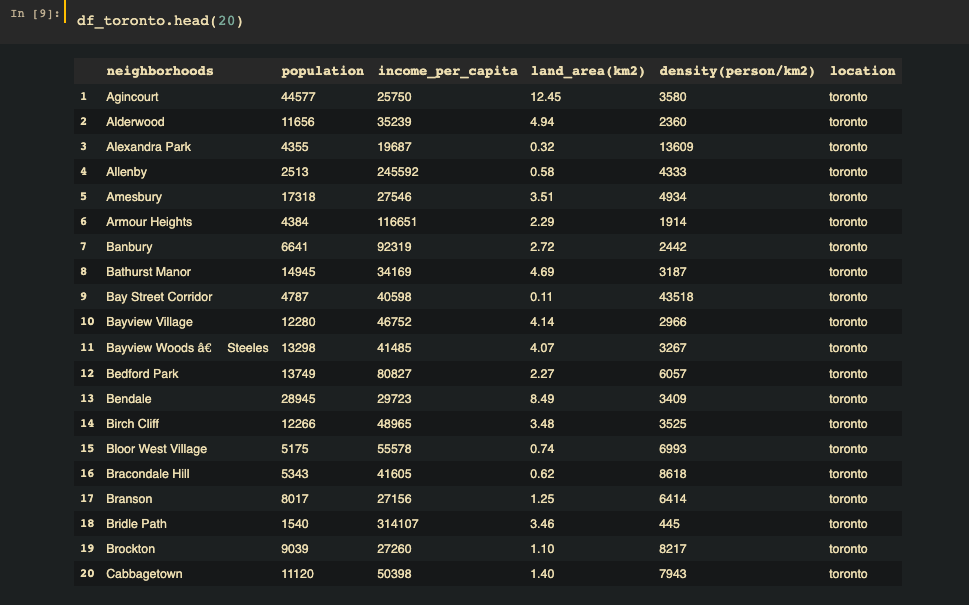 In [9]: df_toronto.head(20)
neighborhoods population income_per_capita land_area(km2) density(person/km2) location
1 Agincourt 44577 25750 12.45 3580 toronto
2 Alderwood 11656 35239 4.94 2360 toronto
3 Alexandra Park 4355 19687 0.32 13609 toronto
4 Allenby 2513 245592 0.58 4333 toronto
5 Amesbury 17318 27546 3.51 4934 toronto
6 Armour Heights 4384 116651 2.29 1914 toronto
7 Banbury 6641 92319 2.72 2442 toronto
8 Bathurst Manor 14945 34169 4.69 3187 toronto
9 Bay Street Corridor 4787 40598 0.11 43518 toronto
10 Bayview Village 12280 46752 4.14 2966 toronto
11 Bayview Woods â€ Steeles 13298 41485 4.07 3267 toronto
12 Bedford Park 13749 80827 2.27 6057 toronto
13 Bendale 28945 29723 8.49 3409 toronto
14 Birch Cliff 12266 48965 3.48 3525 toronto
15 Bloor West Village 5175 55578 0.74 6993 toronto
16 Bracondale Hill 5343 41605 0.62 8618 toronto
17 Branson 8017 27156 1.25 6414 toronto
18 Bridle Path 1540 314107 3.46 445 toronto
19 Brockton 9039 27260 1.10 8217 toronto
20 Cabbagetown 11120 50398 1.40 7943 toronto